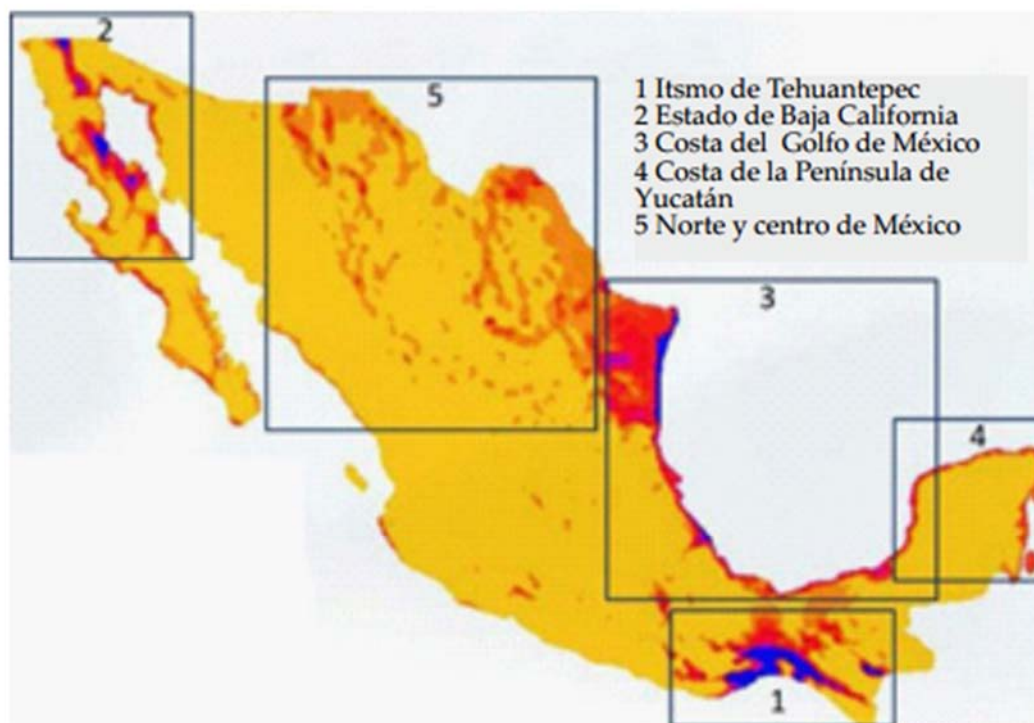 2
5
1 Itsmo de Tehuantepec
2 Estado de Baja California
3 Costa del Golfo de México
4 Costa de la Península de
Yucatán
5 Norte y centro de México
3
4
1